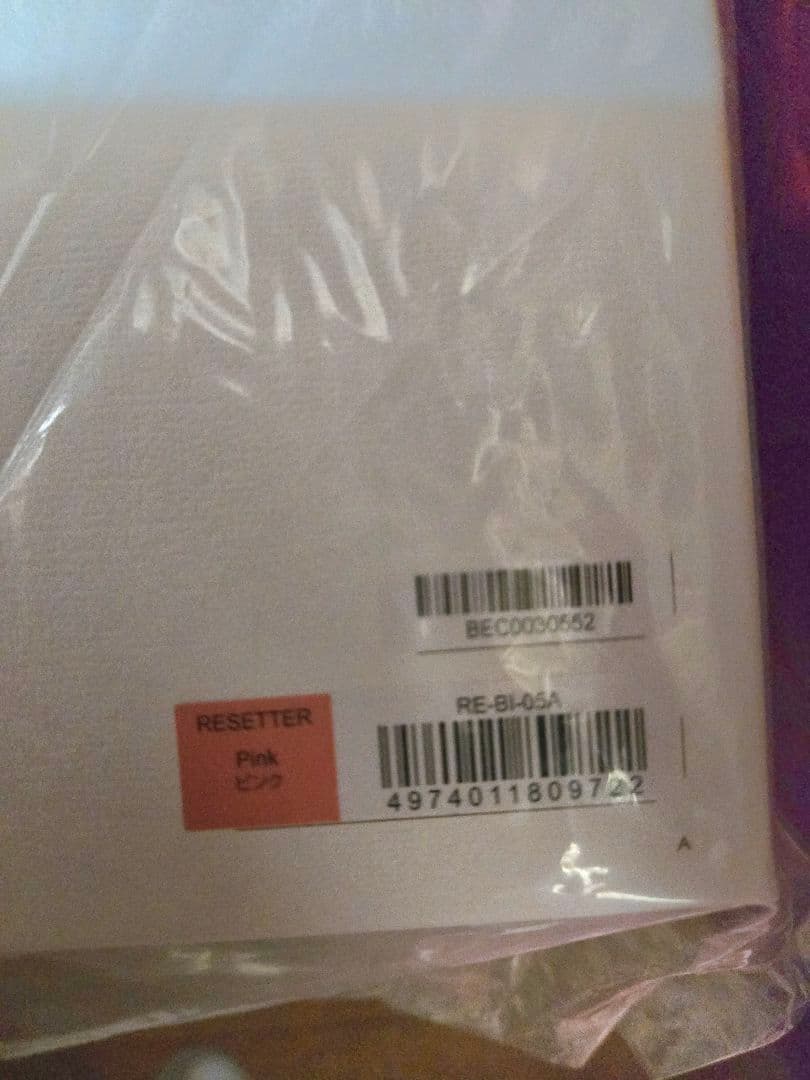 BEC0030552
RE-BI-05A
RESETTER
Pink
ピンク
4974011809722
A